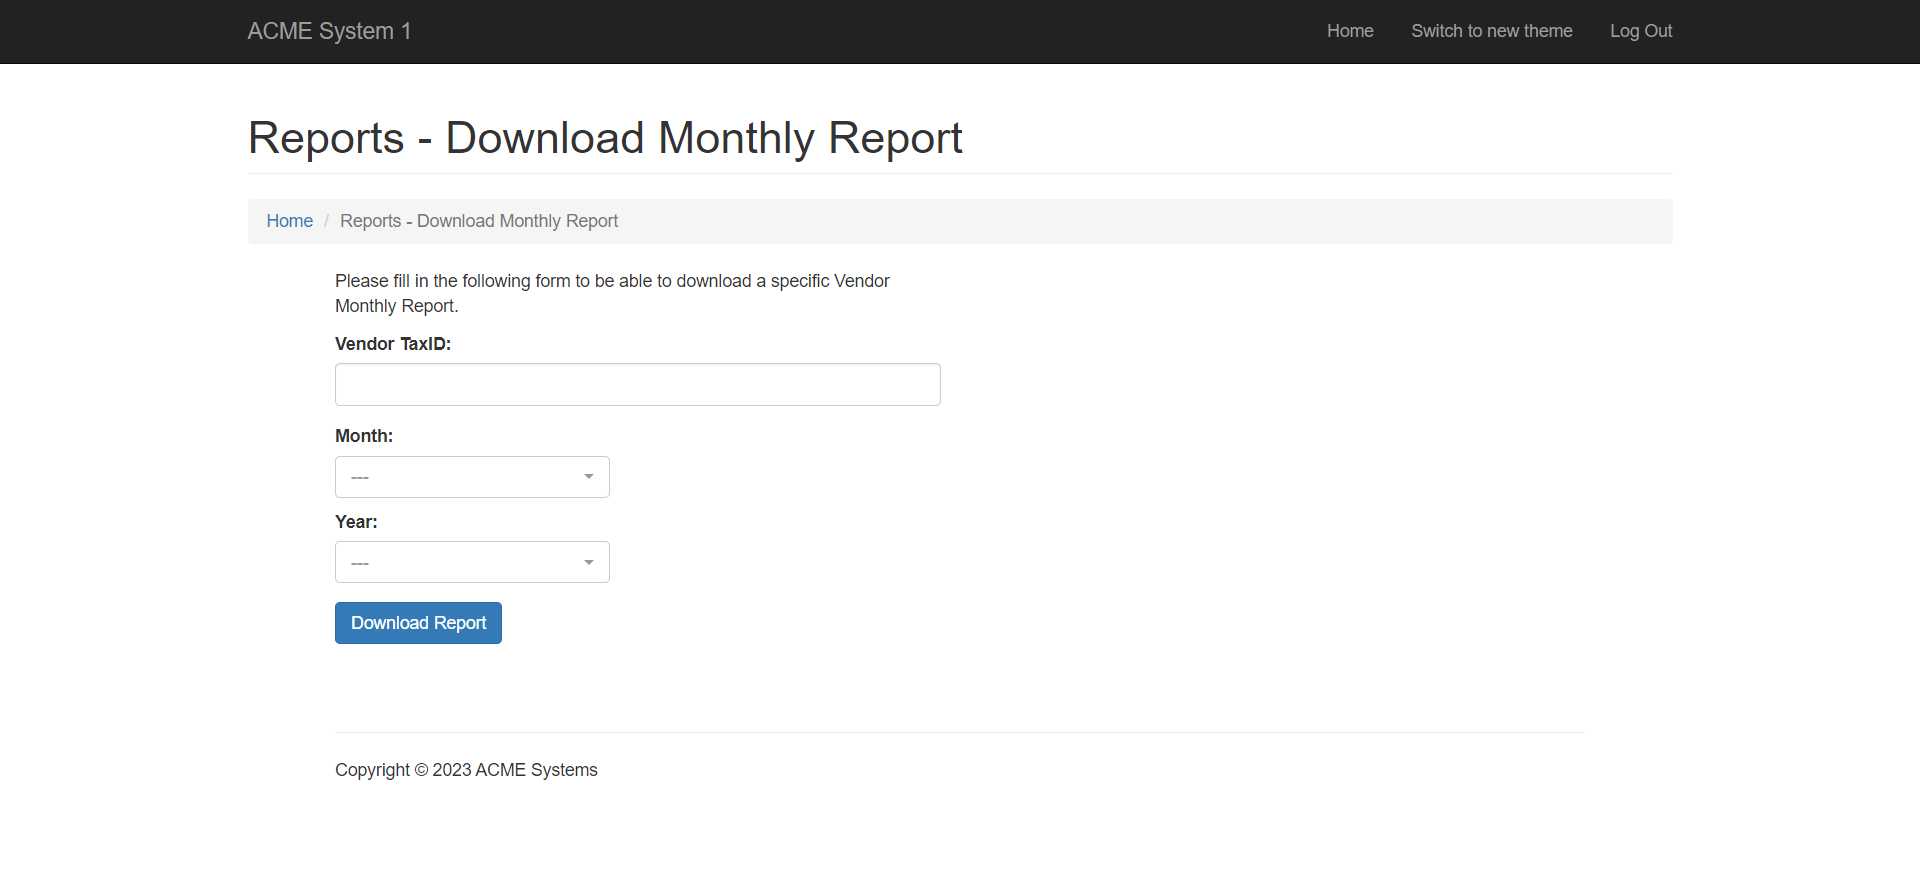 ACME System 1
Home
Switch to new theme
Log Out
Reports - Download Monthly Report
Home / Reports - Download Monthly Report
Please fill in the following form to be able to download a specific Vendor
Monthly Report.
Vendor TaxID:
Month:
---
Year:
---
Download Report
Copyright © 2023 ACME Systems